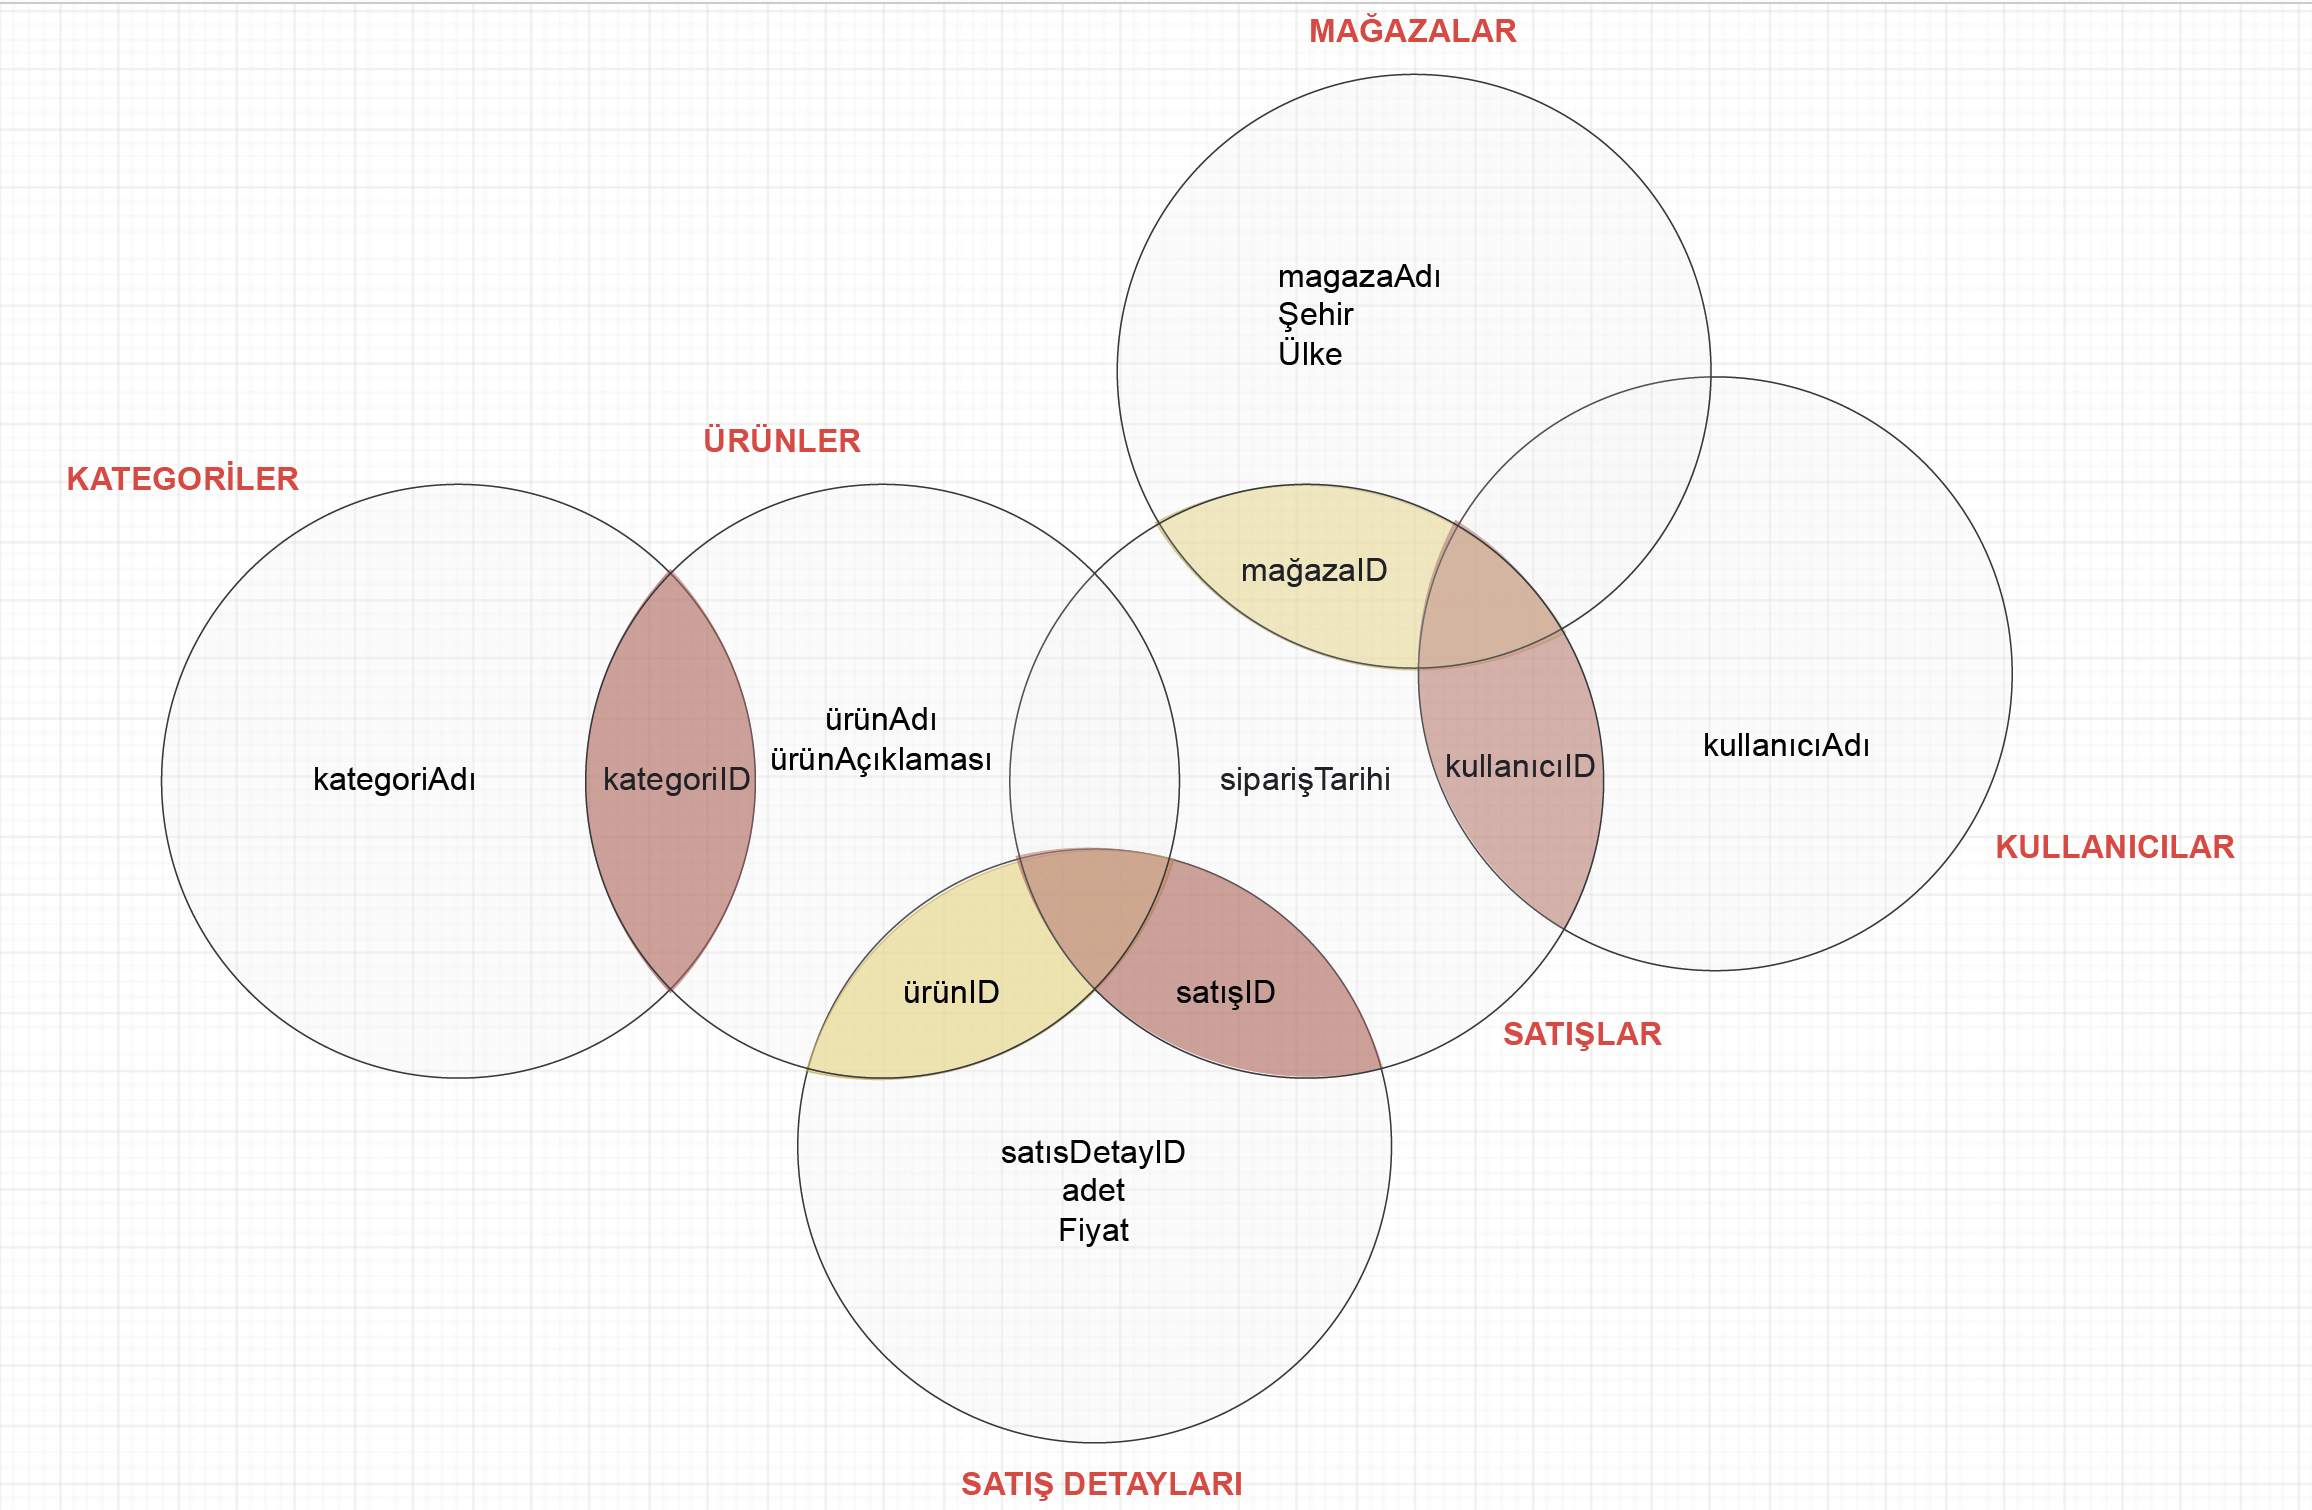 MAĞAZALAR
magazaAdı
Şehir
Ülke
ÜRÜNLER
KATEGORİLER
mağazaID
ürünAdı
ürünAçıklaması
kategoriAdı
kategoriID
siparişTarihi
kullanıcıID
kullanıcıAdı
KULLANICILAR
ürünID
satışID
SATIŞLAR
satısDetayID
adet
Fiyat
SATIŞ DETAYLARI